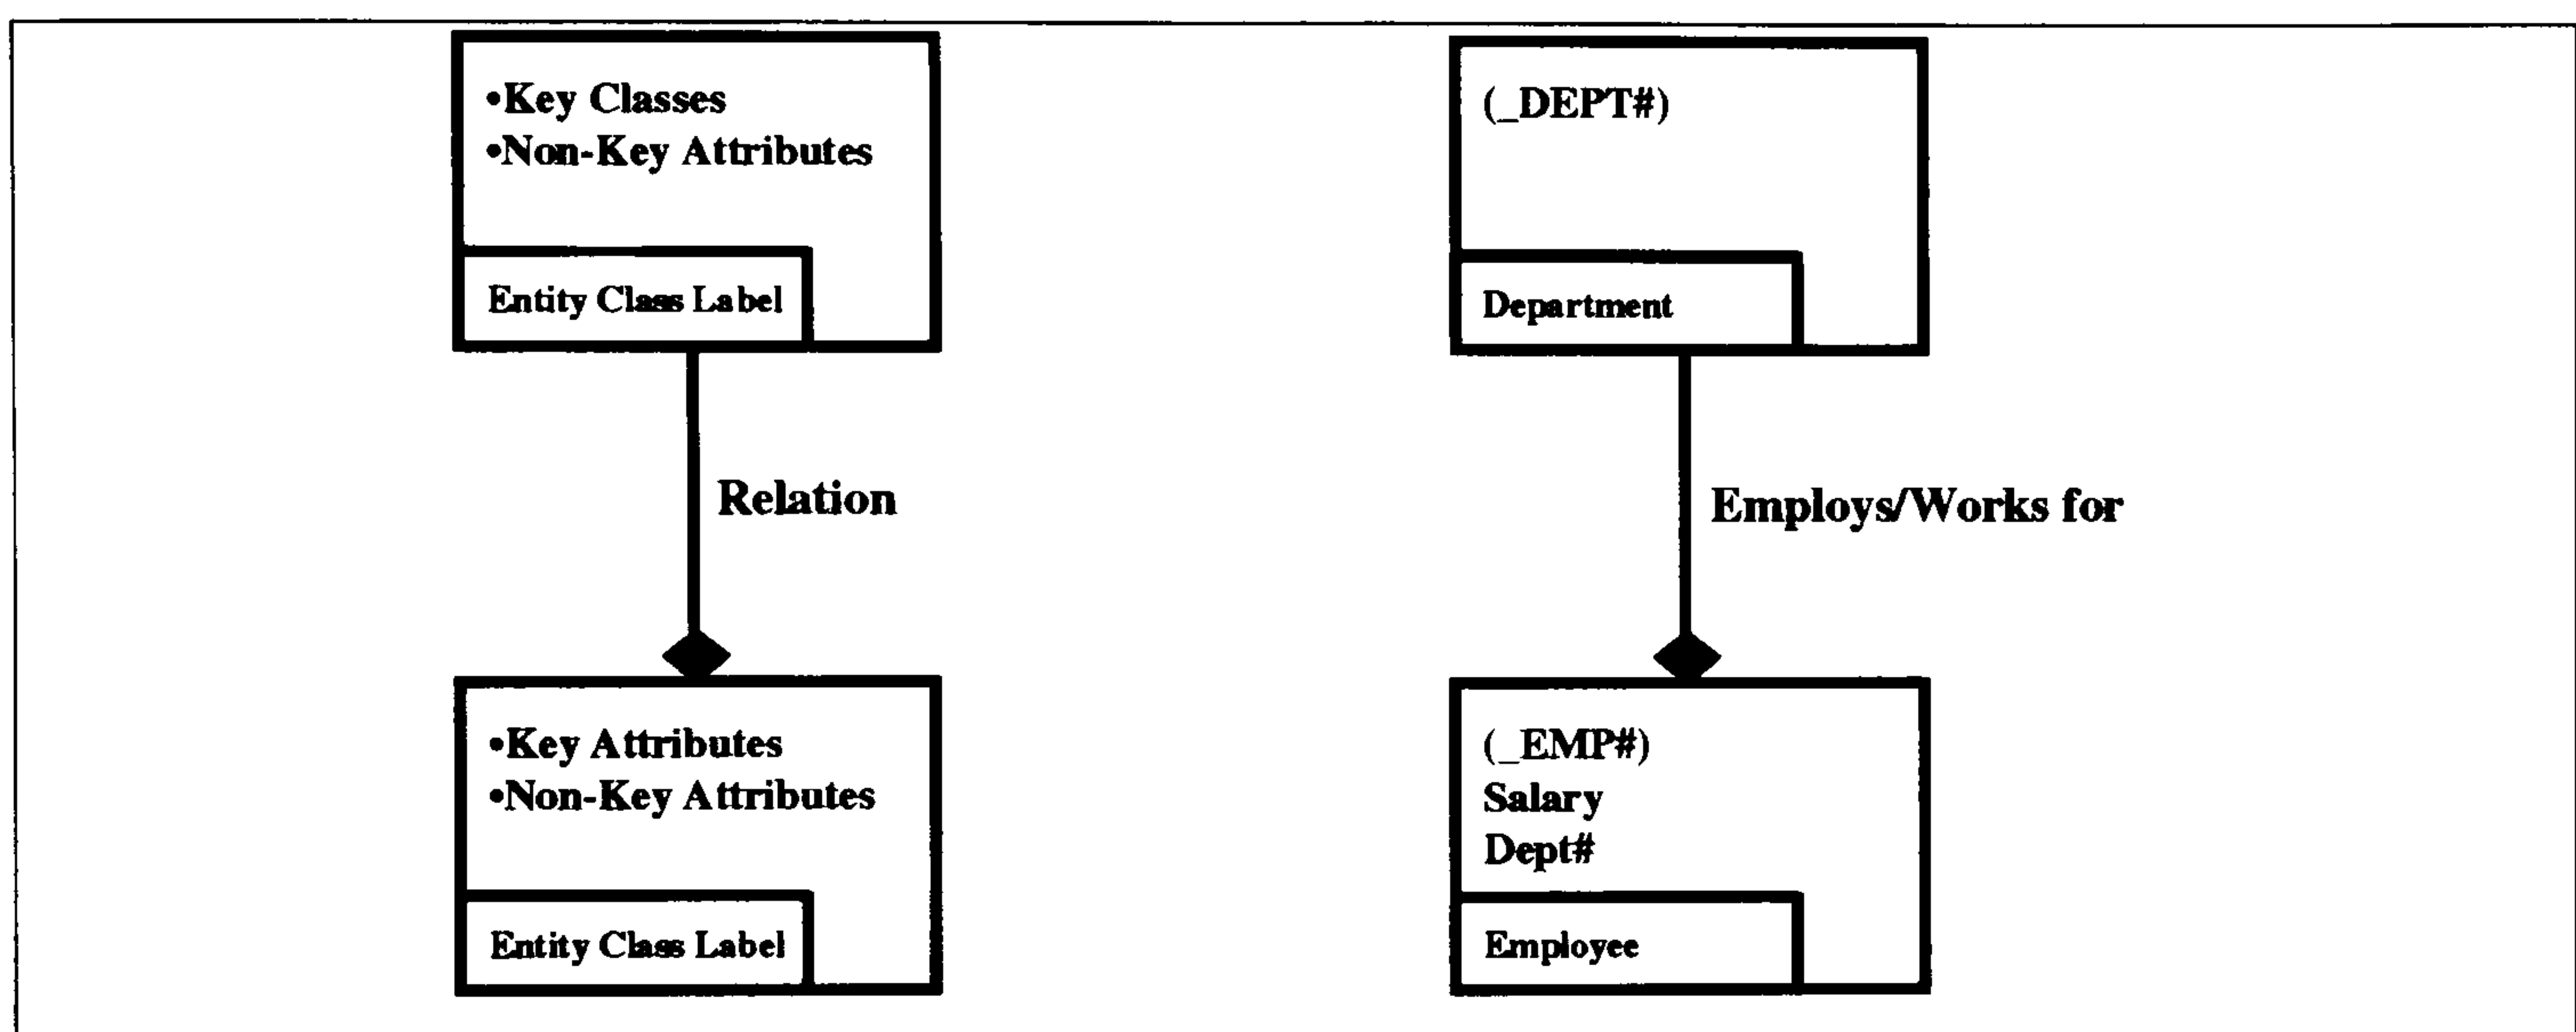 •Key Classes
•Non-Key Attributes
Entity Class Label
Relation
•Key Attributes
•Non-Key Attributes
Entity Class Label
(_DEPT#)
Department
Employs/Works for
(_EMP#)
Salary
Dept#
Employee